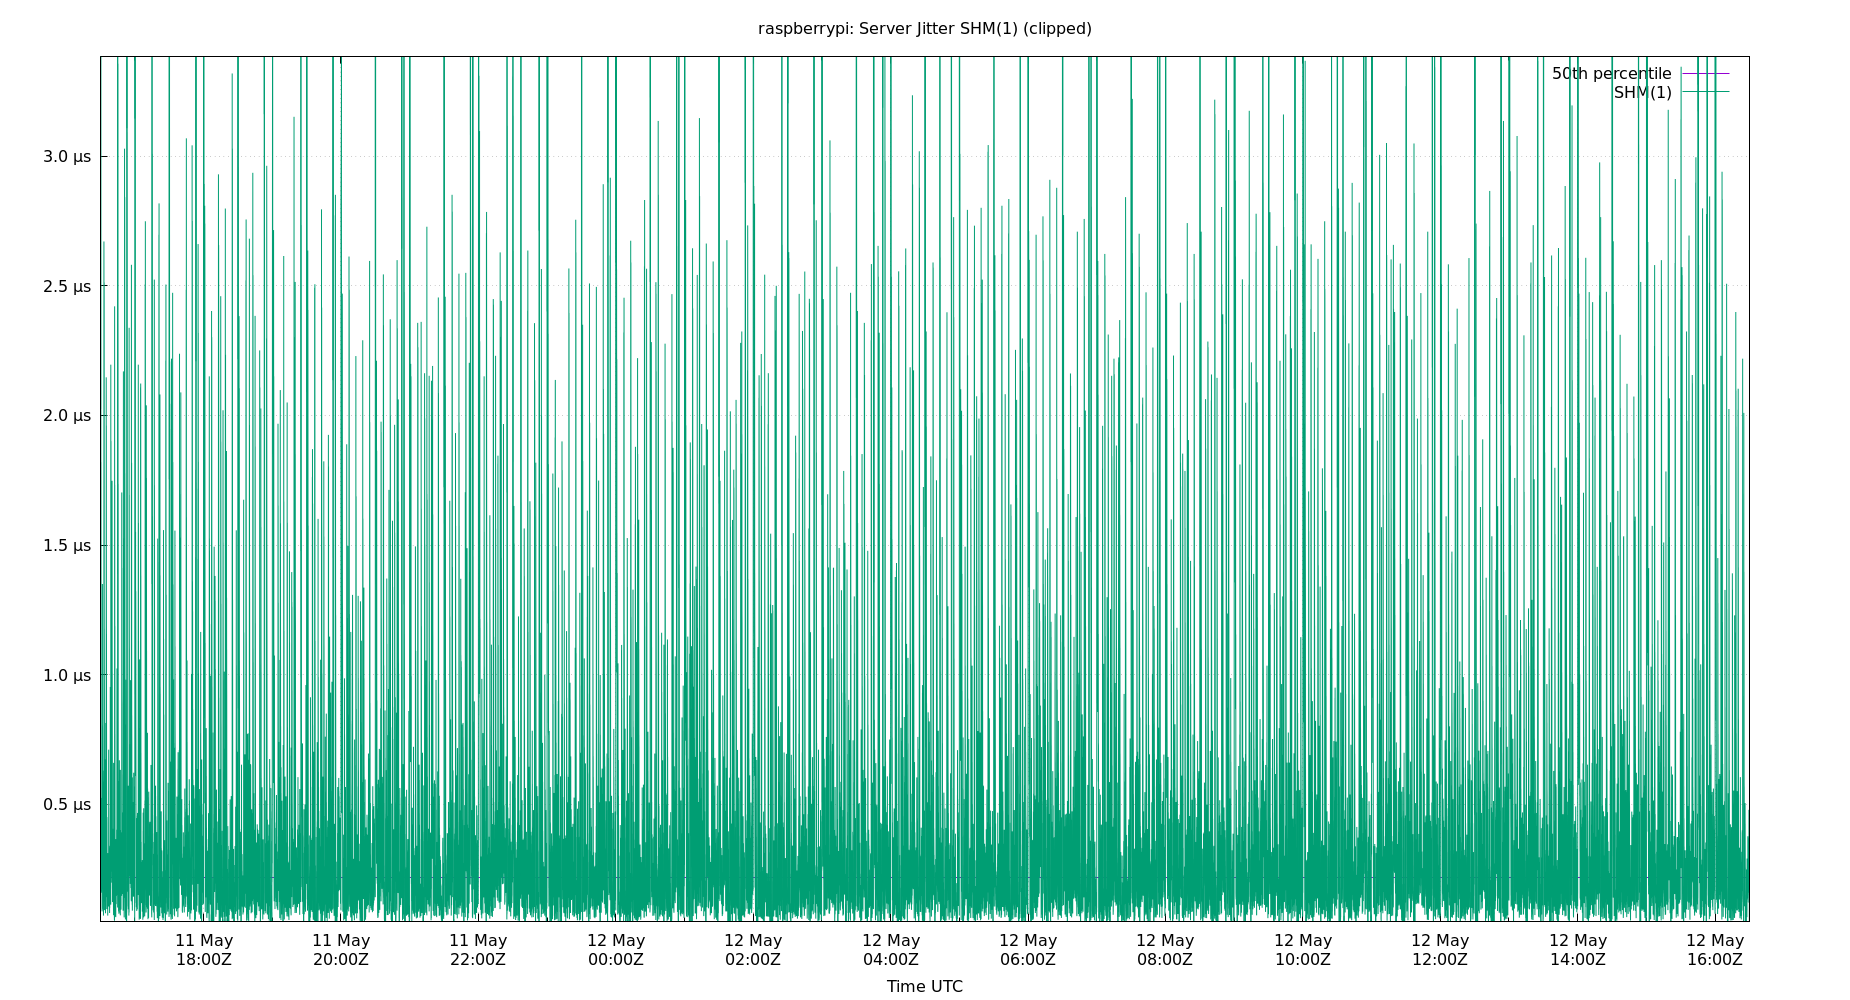 raspberrypi: Server Jitter SHM(1) (clipped)
50th percentile
SHM(1)
3.0 µs
2.5 µs
2.0 µs
1.5 µs
1.0 µs
0.5 µs
11 May 11 May 11 May 12 May 12 May 12 May 12 May 12 May 12 May 12 May 12 May 12 May
18:00Z 20:00Z 22:00Z 00:00Z 02:00Z 04:00Z 06:00Z 08:00Z 10:00Z 12:00Z 14:00Z 16:00Z
Time UTC